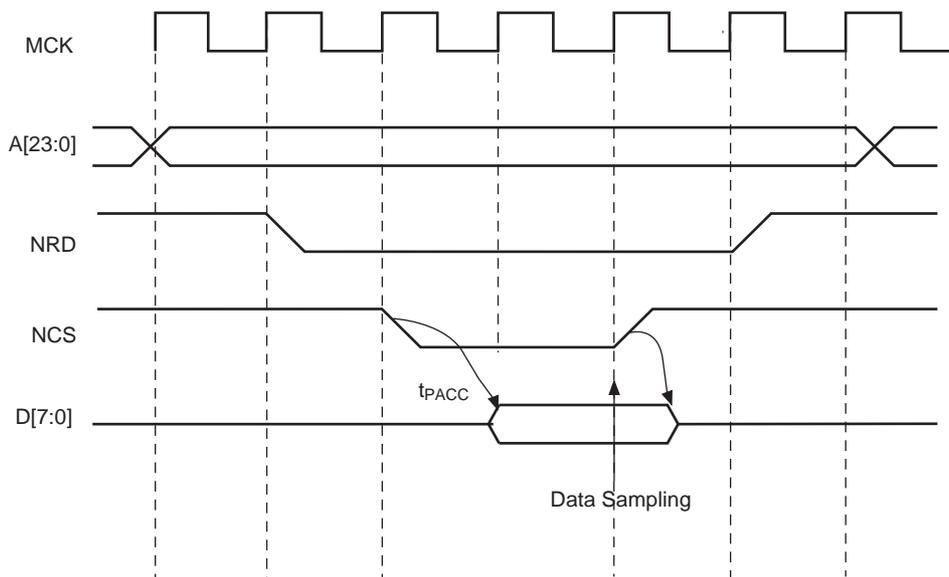 MCK
A[23:0]
NRD
NCS
tPACC
D[7:0]
Data Sampling